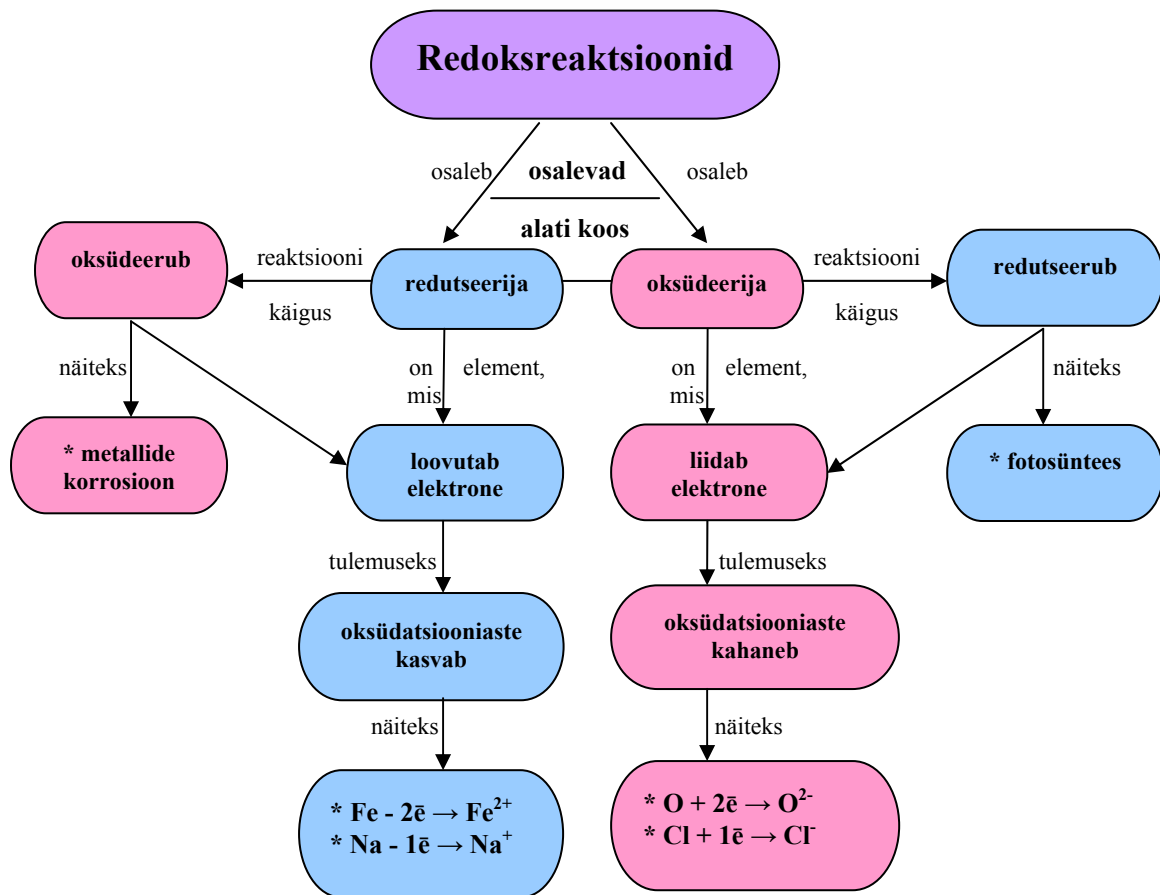 Redoksreaktsioonid
osaleb
osalevad
osaleb
alati koos
oksüdeerub
reaktsiooni
käigus
redutseerija
oksüdeerija
reaktsiooni
käigus
redutseerub
näiteks
on element,
mis
on element,
mis
näiteks
* metallide
korrosioon
loovutab
elektrone
liidab
elektrone
* fotosüntees
tulemuseks
tulemuseks
oksüdatsiooniaste
kasvab
oksüdatsiooniaste
kahaneb
näiteks
näiteks
* Fe - 2ē → Fe²⁺
* Na - 1ē → Na⁺
* O + 2ē → O²⁻
* Cl + 1ē → Cl⁻